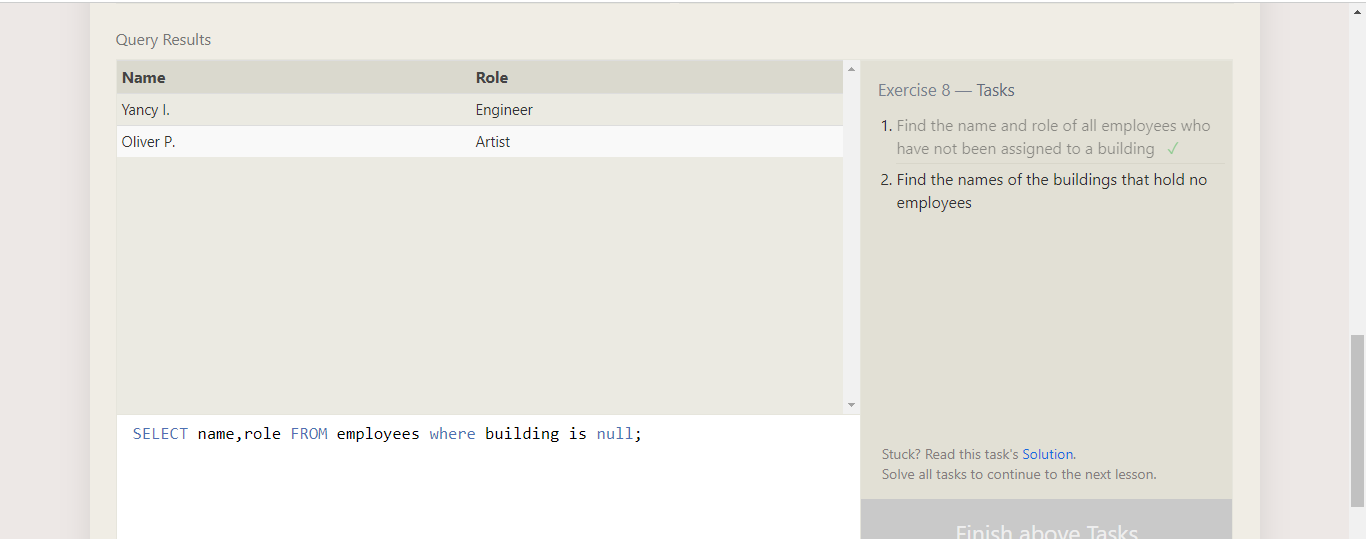 Query Results
Name Role
Yancy I. Engineer
Oliver P. Artist
SELECT name,role FROM employees where building is null;
Exercise 8 — Tasks
1. Find the name and role of all employees who
have not been assigned to a building ✓
2. Find the names of the buildings that hold no
employees
Stuck? Read this task's Solution.
Solve all tasks to continue to the next lesson.
Finish above Tasks